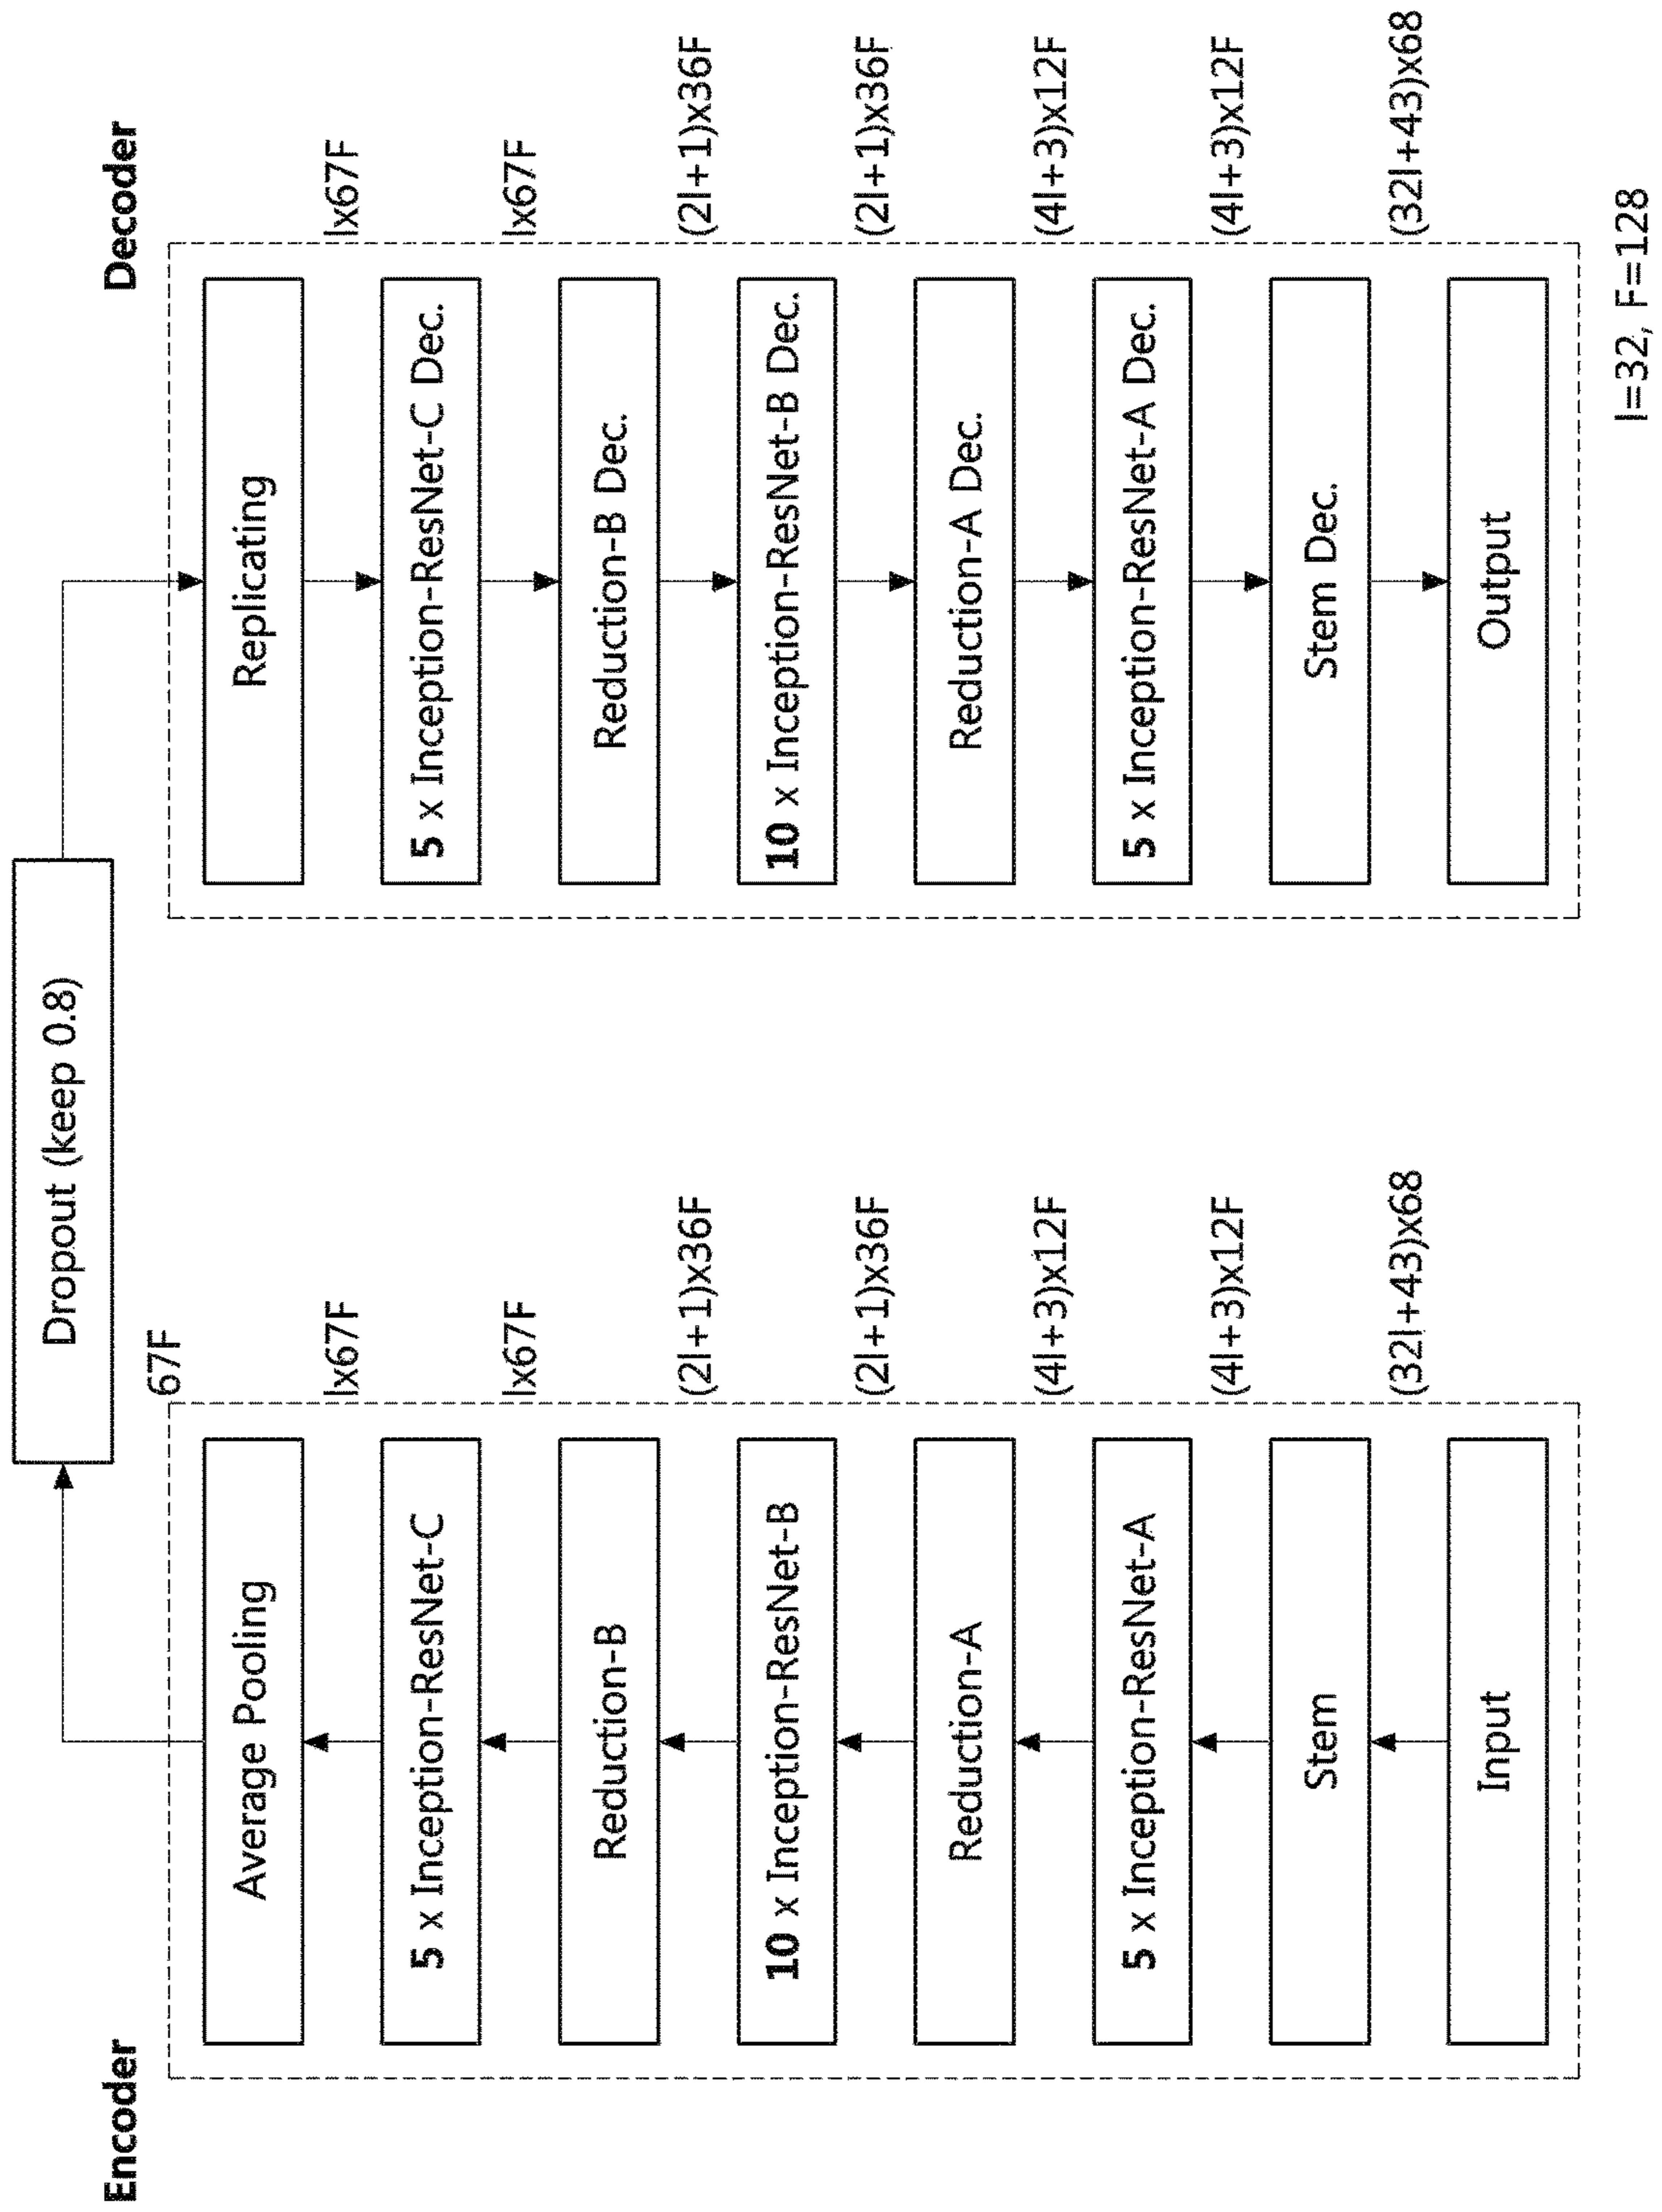 Encoder
Dropout (keep 0.8)
67F
Average Pooling
lx67F
5 x Inception-ResNet-C
lx67F
Reduction-B
(2l+1)x36F
10 x Inception-ResNet-B
(2l+1)x36F
Reduction-A
(4l+3)x12F
5 x Inception-ResNet-A
(4l+3)x12F
Stem
(32l+43)x68
Input
Decoder
Replicating
lx67F
5 x Inception-ResNet-C Dec.
lx67F
Reduction-B Dec.
(2l+1)x36F
10 x Inception-ResNet-B Dec.
(2l+1)x36F
Reduction-A Dec.
(4l+3)x12F
5 x Inception-ResNet-A Dec.
(4l+3)x12F
Stem Dec.
(32l+43)x68
Output
l=32, F=128